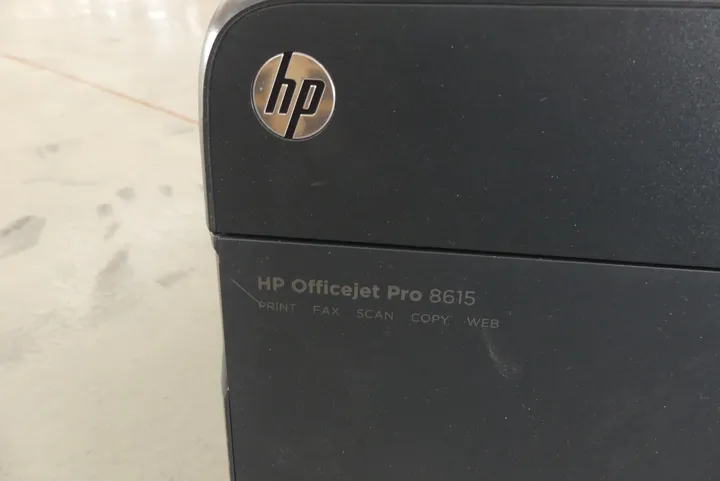 hp
HP Officejet Pro 8615
PRINT FAX SCAN COPY WEB